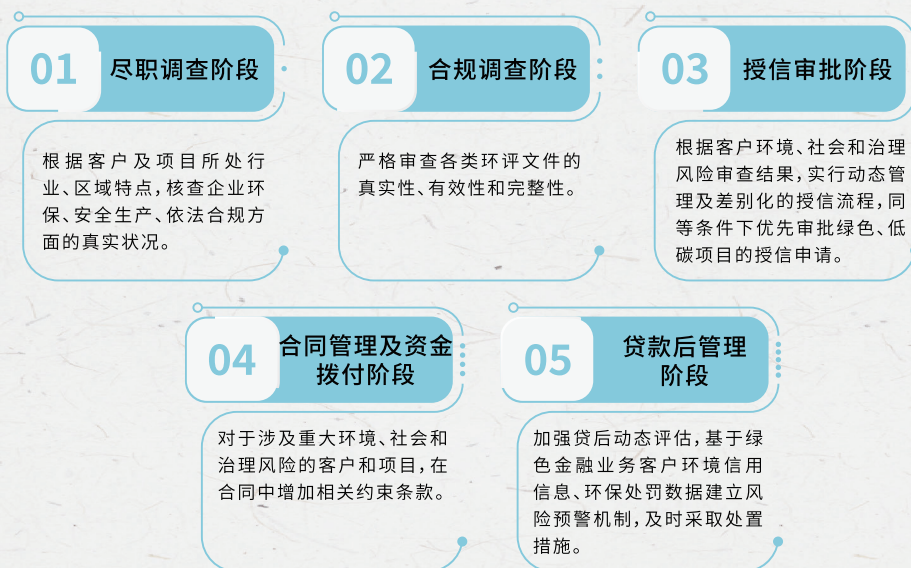 01
尽职调查阶段
根据客户及项目所处行
业、区域特点,核查企业环
保、安全生产、依法合规方
面的真实状况。
02
合规调查阶段
严格审查各类环评文件的
真实性、有效性和完整性。
03
授信审批阶段
根据客户环境、社会和治理
风险审查结果,实行动态管
理及差别化的授信流程,同
等条件下优先审批绿色、低
碳项目的授信申请。
04
合同管理及资金
拨付阶段
对于涉及重大环境、社会和
治理风险的客户和项目,在
合同中增加相关约束条款。
05
贷款后管理
阶段
加强贷后动态评估,基于绿
色金融业务客户环境信用
信息、环保处罚数据建立风
险预警机制,及时采取处置
措施。